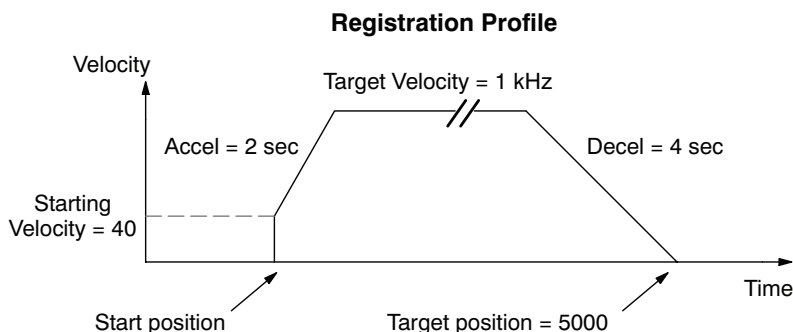 Registration Profile
Velocity
Target Velocity = 1 kHz
Accel = 2 sec
Decel = 4 sec
Starting
Velocity = 40
Time
Start position
Target position = 5000